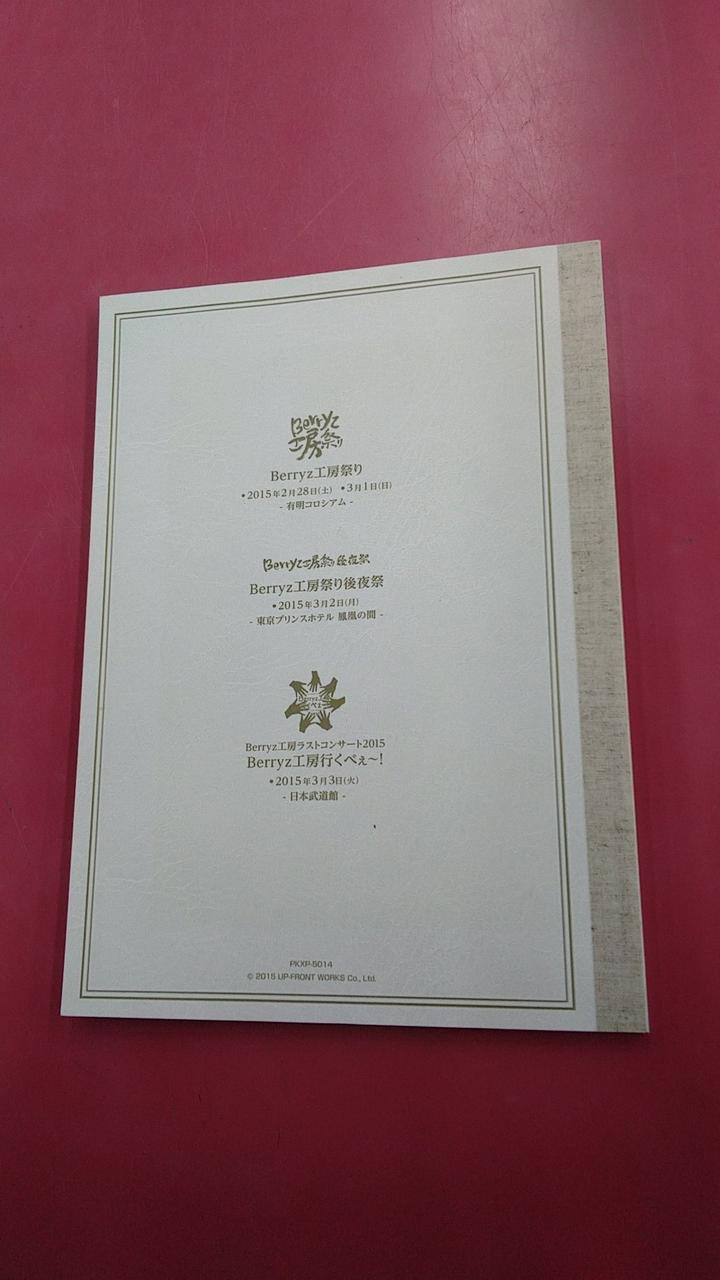 Berryz
工房祭り
Berryz工房祭り
•2015年2月28日(土) •3月1日(日)
- 有明コロシアム -
Berryz工房祭り後夜祭
Berryz工房祭り後夜祭
•2015年3月2日(月)
- 東京プリンスホテル 鳳凰の間 -
Berryz工房ラストコンサート2015
Berryz工房行くべぇ〜!
•2015年3月3日(火)
- 日本武道館 -
PKXP-5014
© 2015 UP-FRONT WORKS Co., Ltd.